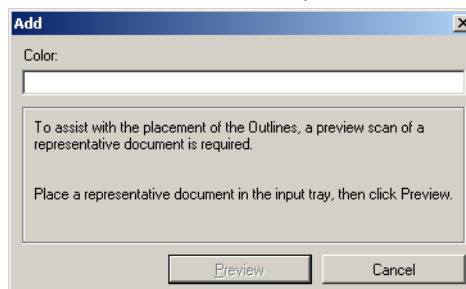 Add
Color:
To assist with the placement of the Outlines, a preview scan of a
representative document is required.
Place a representative document in the input tray, then click Preview.
Preview
Cancel